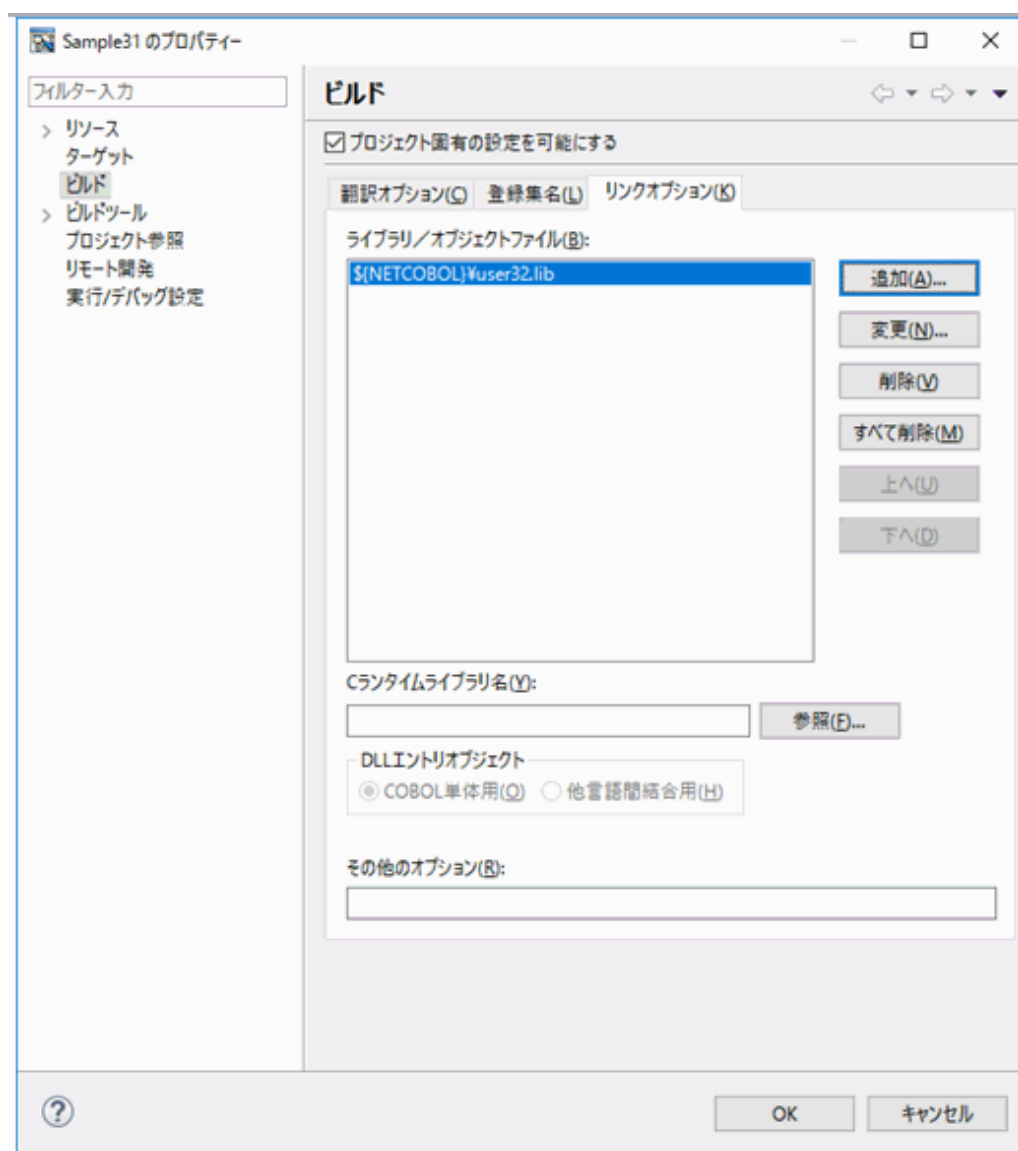 Sample31 のプロパティー
フィルター入力
ビルド
リソース
ターゲット
ビルド
ビルドツール
プロジェクト参照
リモート開発
実行/デバッグ設定
プロジェクト固有の設定を可能にする
翻訳オプション(C) 登録集名(L) リンクオプション(K)
ライブラリ／オブジェクトファイル(B):
${NETCOBOL}¥user32.lib
追加(A)...
変更(N)...
削除(V)
すべて削除(M)
上へ(U)
下へ(D)
Cランタイムライブラリ名(Y):
参照(F)...
DLLエントリオブジェクト
COBOL単体用(O) 他言語間結合用(H)
その他のオプション(R):
OK キャンセル